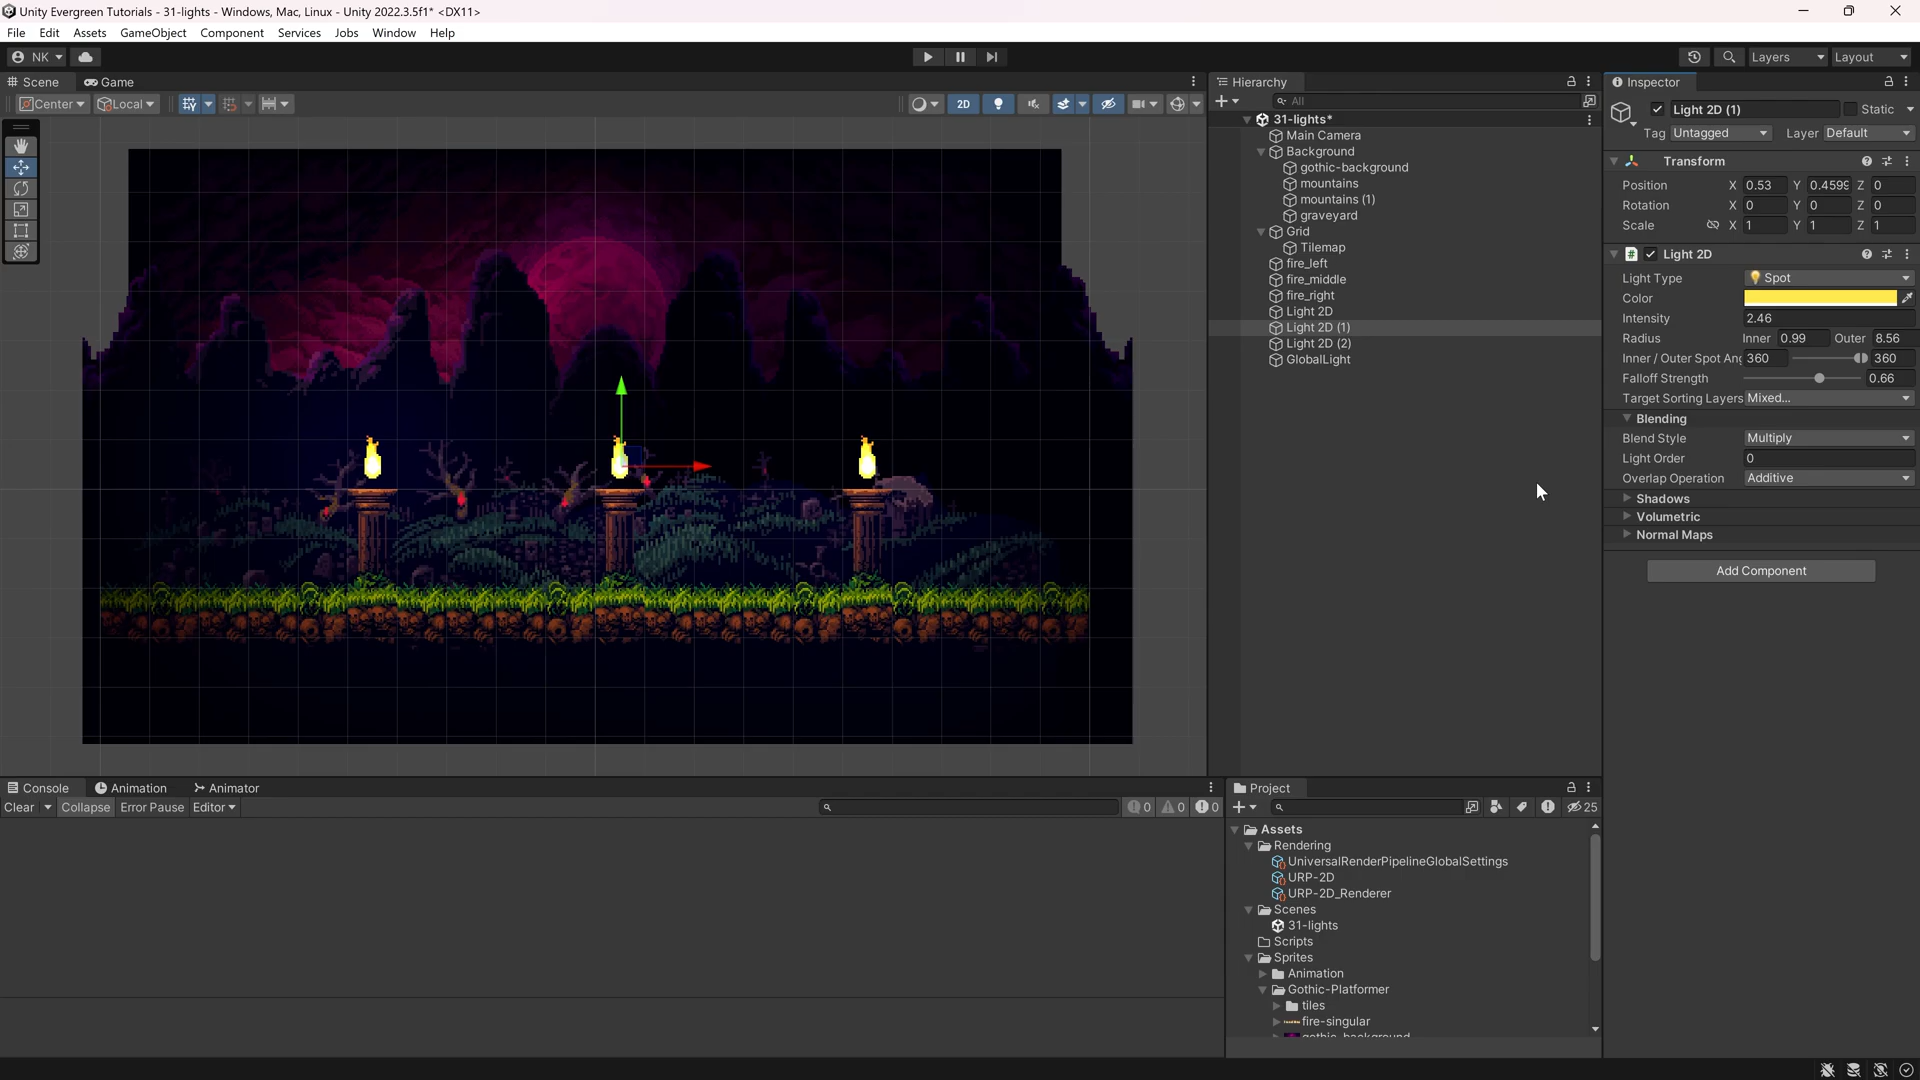 Unity Evergreen Tutorials - 31-lights - Windows, Mac, Linux - Unity 2022.3.5f1* <DX11>
File Edit Assets GameObject Component Services Jobs Window Help
NK Layers Layout
Scene Game
Center Local 2D
Hierarchy
All
31-lights*
Main Camera
Background
gothic-background
mountains
mountains (1)
graveyard
Grid
Tilemap
fire_left
fire_middle
fire_right
Light 2D
Light 2D (1)
Light 2D (2)
GlobalLight
Inspector
Light 2D (1) Static
Tag Untagged Layer Default
Transform
Position X 0.53 Y 0.4599 Z 0
Rotation X 0 Y 0 Z 0
Scale X 1 Y 1 Z 1
Light 2D
Light Type Spot
Color
Intensity 2.46
Radius Inner 0.99 Outer 8.56
Inner / Outer Spot An 360 360
Falloff Strength 0.66
Target Sorting Layers Mixed...
Blending
Blend Style Multiply
Light Order 0
Overlap Operation Additive
Shadows
Volumetric
Normal Maps
Add Component
Console Animation Animator
Clear Collapse Error Pause Editor 0 0 0
Project
25
Assets
Rendering
UniversalRenderPipelineGlobalSettings
URP-2D
URP-2D_Renderer
Scenes
31-lights
Scripts
Sprites
Animation
Gothic-Platformer
tiles
fire-singular